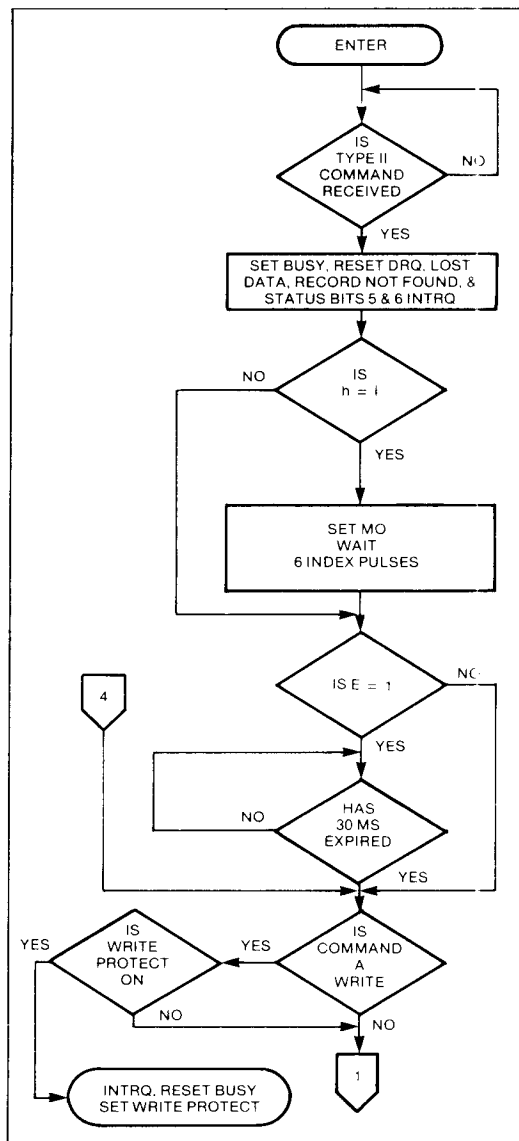 ENTER
IS
TYPE II
COMMAND
RECEIVED
NO
YES
SET BUSY, RESET DRQ, LOST
DATA, RECORD NOT FOUND, &
STATUS BITS 5 & 6 INTRQ
NO
IS
h = I
YES
SET MO
WAIT
6 INDEX PULSES
4
IS E = 1
NO
YES
NO
HAS
30 MS
EXPIRED
YES
YES
IS
WRITE
PROTECT
ON
YES
IS
COMMAND
A
WRITE
NO
NO
INTRQ, RESET BUSY
SET WRITE PROTECT
1